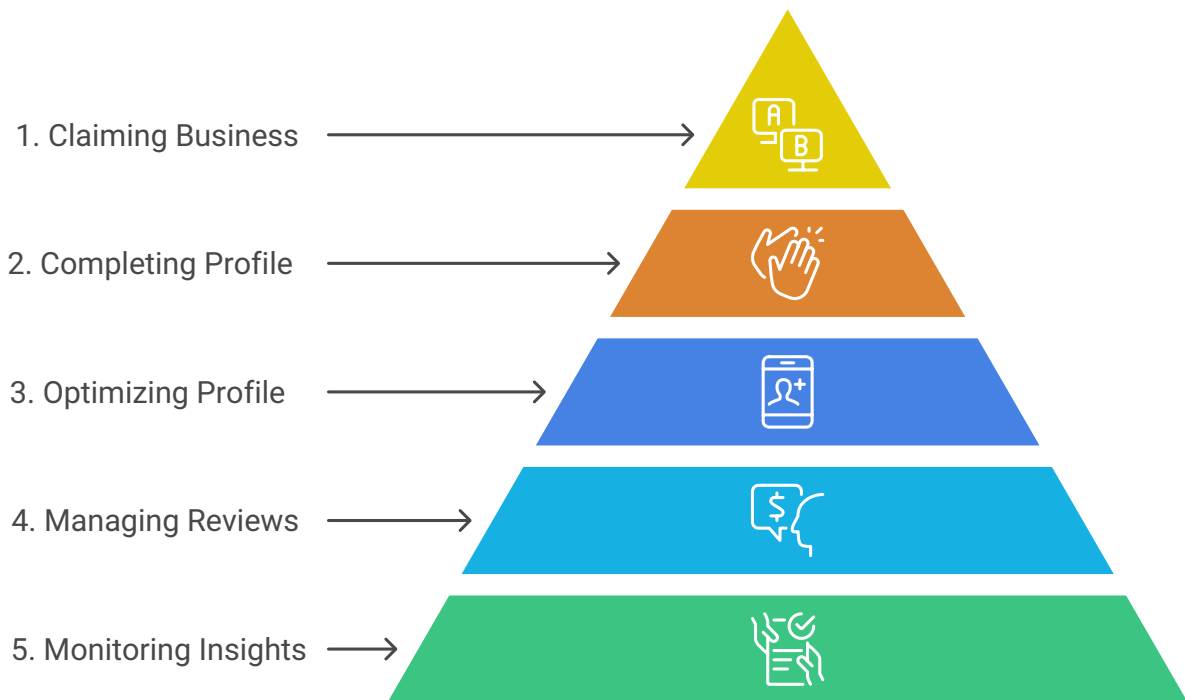 A
B
1. Claiming Business
2. Completing Profile
3. Optimizing Profile
$
4. Managing Reviews
5. Monitoring Insights